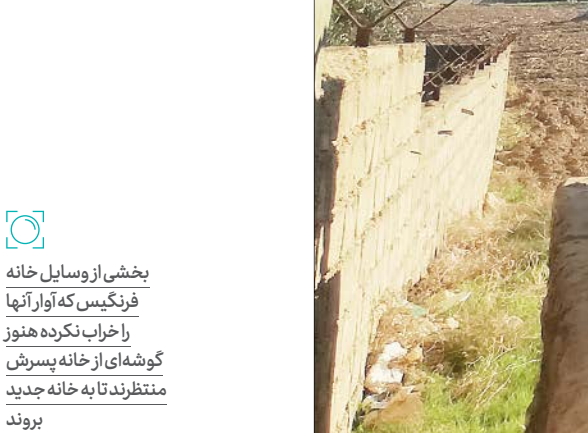 بخشی از وسایل خانه
فرنگیس که آوار آنها
را خراب نکرده هنوز
گوشه‌ای از خانه پسرش
منتظرند تا به خانه جدید
بروند